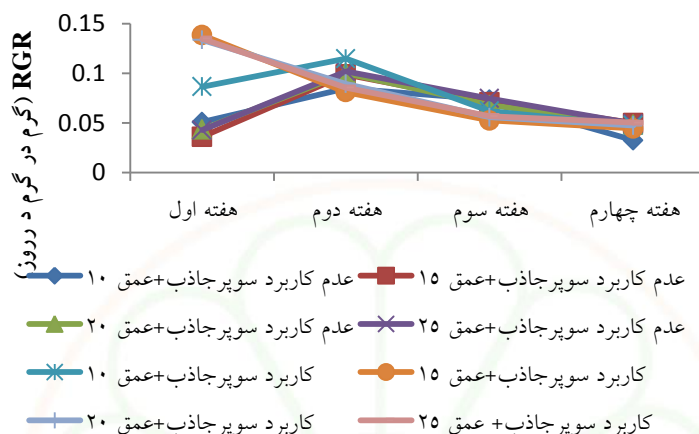 RGR (گرم در گرم د رروز)
0.15
0.1
0.05
0
هفته اول هفته دوم هفته سوم هفته چهارم
عدم کاربرد سوپرجاذب+عمق ۱۰ عدم کاربرد سوپرجاذب+عمق ۱۵
عدم کاربرد سوپرجاذب+عمق ۲۰ عدم کاربرد سوپرجاذب+عمق ۲۵
کاربرد سوپرجاذب+عمق ۱۰ کاربرد سوپرجاذب+عمق ۱۵
کاربرد سوپرجاذب+عمق ۲۰ کاربرد سوپرجاذب+ عمق ۲۵